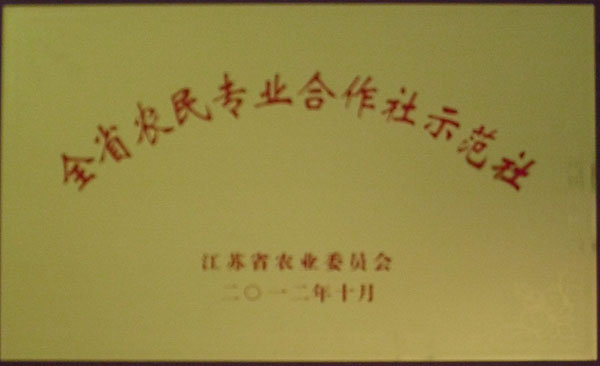 全省农民专业合作社示范社
江苏省农业委员会
二〇一二年十月